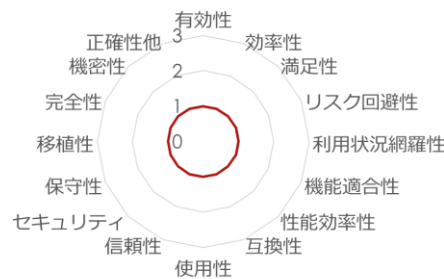 有効性
効率性
満足性
リスク回避性
利用状況網羅性
機能適合性
性能効率性
互換性
使用性
信頼性
セキュリティ
保守性
移植性
完全性
機密性
正確性他
3
2
1
0